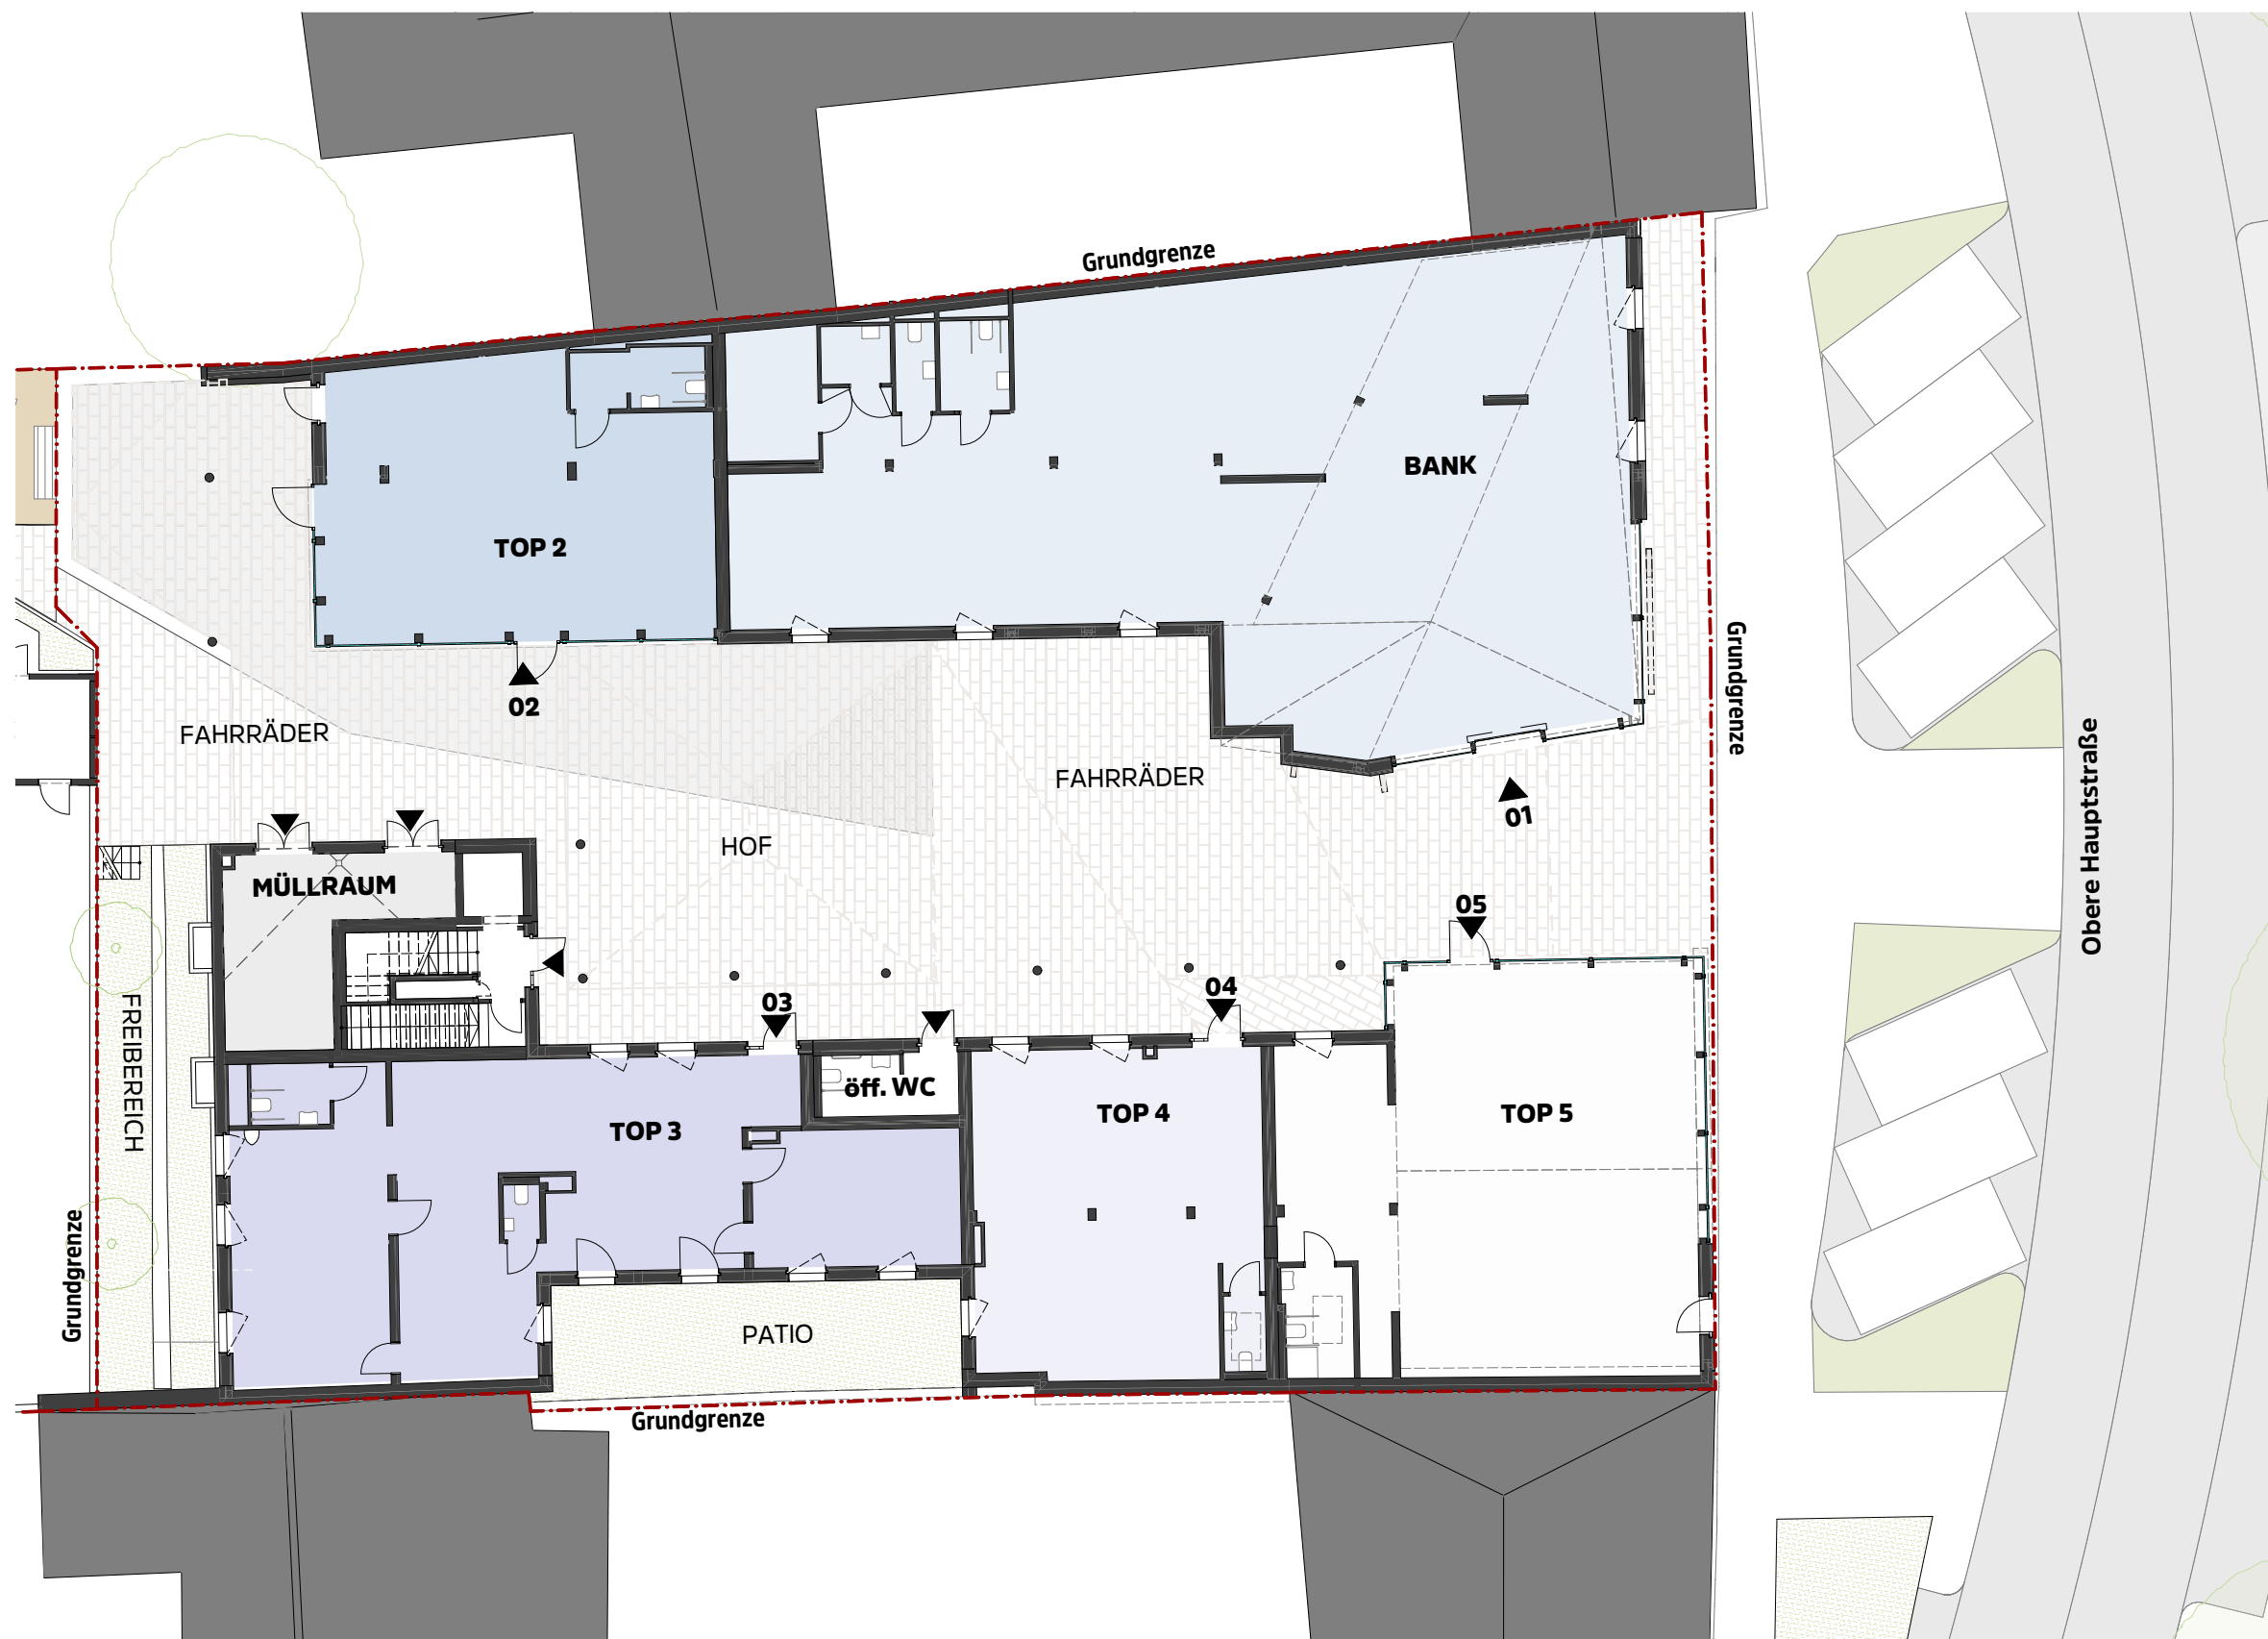 Grundgrenze
BANK
TOP 2
02
FAHRRÄDER
FAHRRÄDER
Grundgrenze
01
HOF
Obere Hauptstraße
MÜLLRAUM
05
04
03
FREIBEREICH
öff. WC
TOP 3
TOP 4
TOP 5
Grundgrenze
PATIO
Grundgrenze